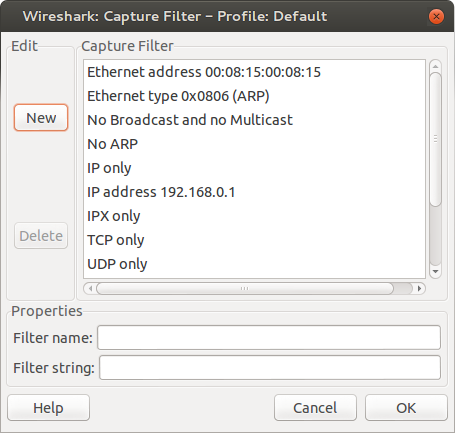 Wireshark: Capture Filter - Profile: Default
Edit
Capture Filter
New
Delete
Ethernet address 00:08:15:00:08:15
Ethernet type 0x0806 (ARP)
No Broadcast and no Multicast
No ARP
IP only
IP address 192.168.0.1
IPX only
TCP only
UDP only
Properties
Filter name:
Filter string:
Help
Cancel
OK